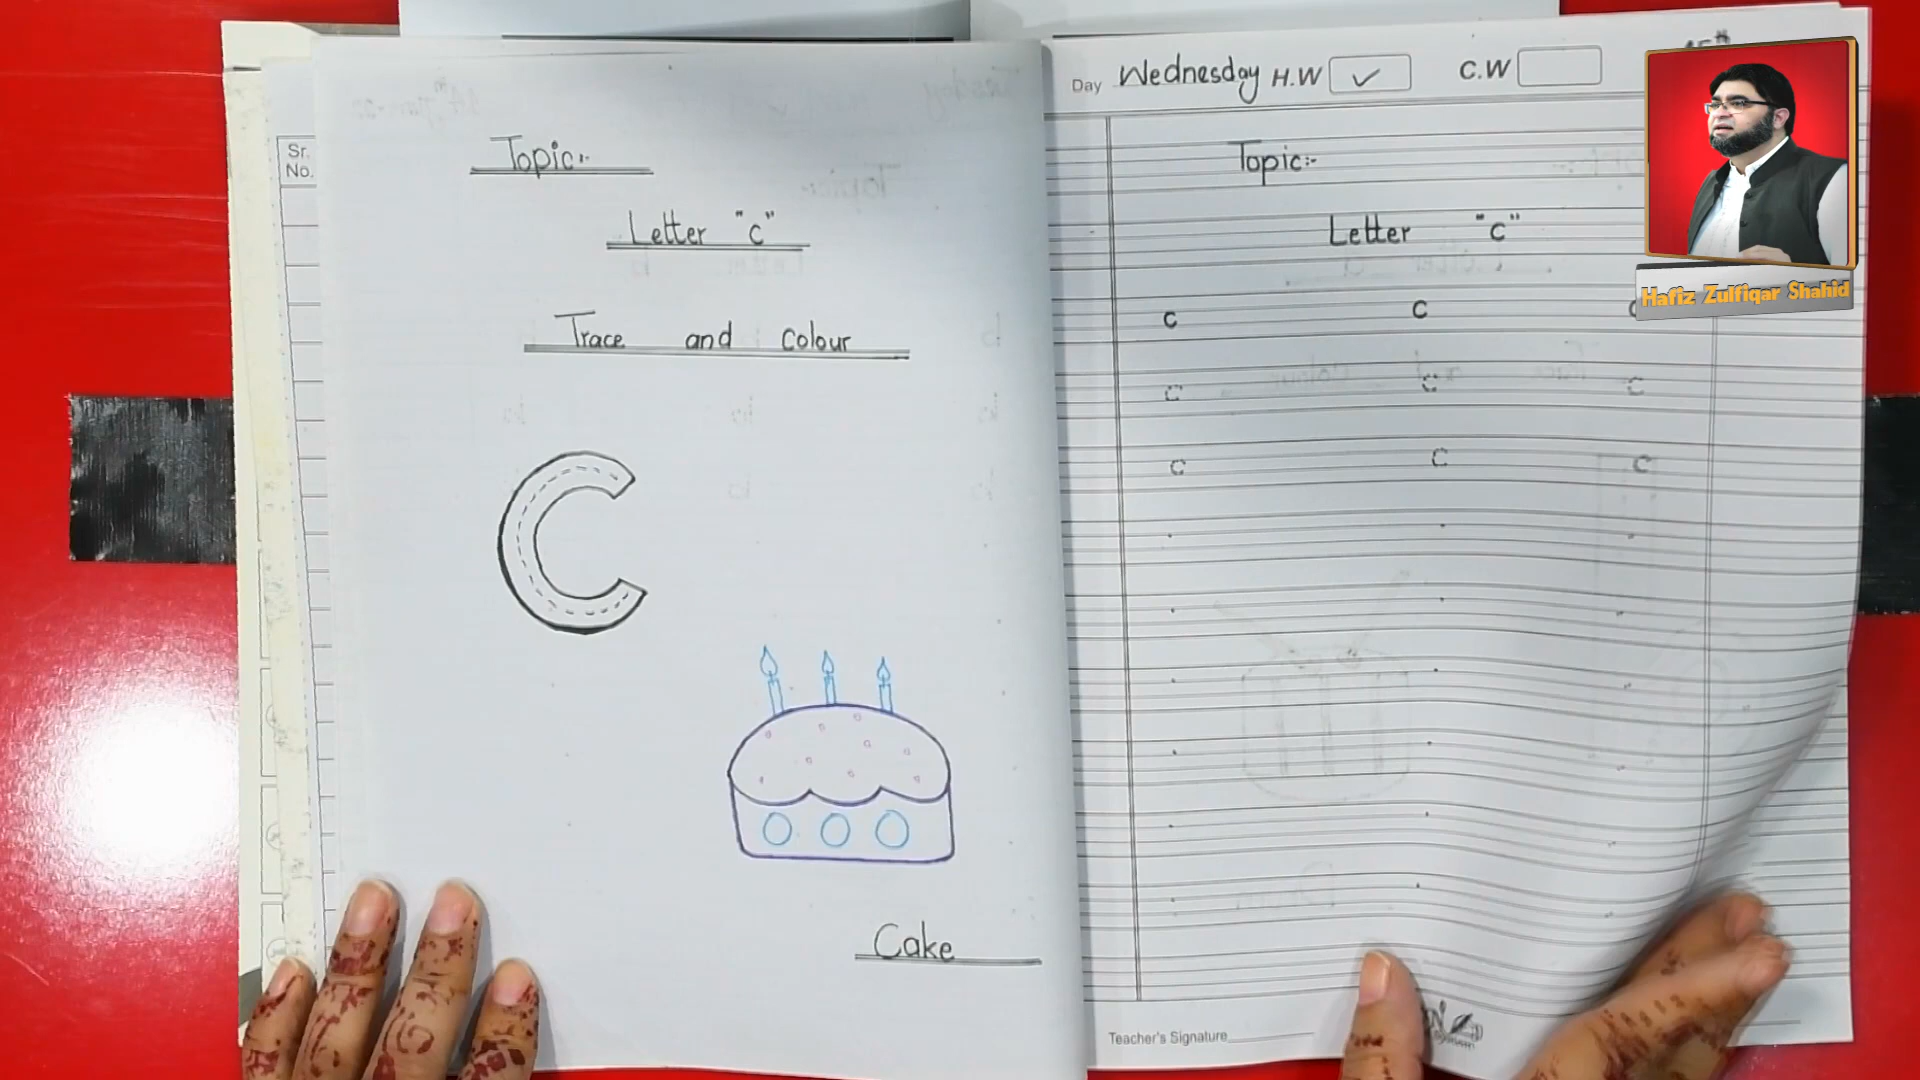 Sr.
No.
Topic:-
Letter "c"
Trace and colour
Cake
Day Wednesday H.W ✓ C.W
Topic:-
Letter "c"
c c c
c c c
c c c
Teacher's Signature
Hafiz Zulfiqar Shahid